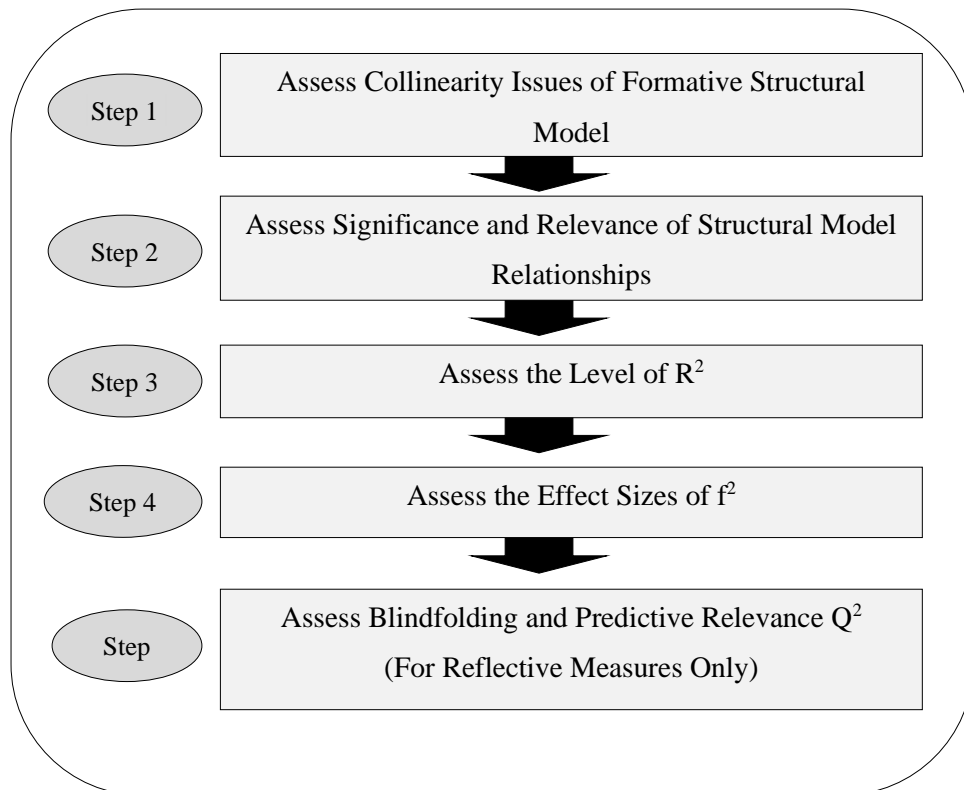 Step 1
Assess Collinearity Issues of Formative Structural
Model
Step 2
Assess Significance and Relevance of Structural Model
Relationships
Step 3
Assess the Level of R²
Step 4
Assess the Effect Sizes of f²
Step
Assess Blindfolding and Predictive Relevance Q²
(For Reflective Measures Only)